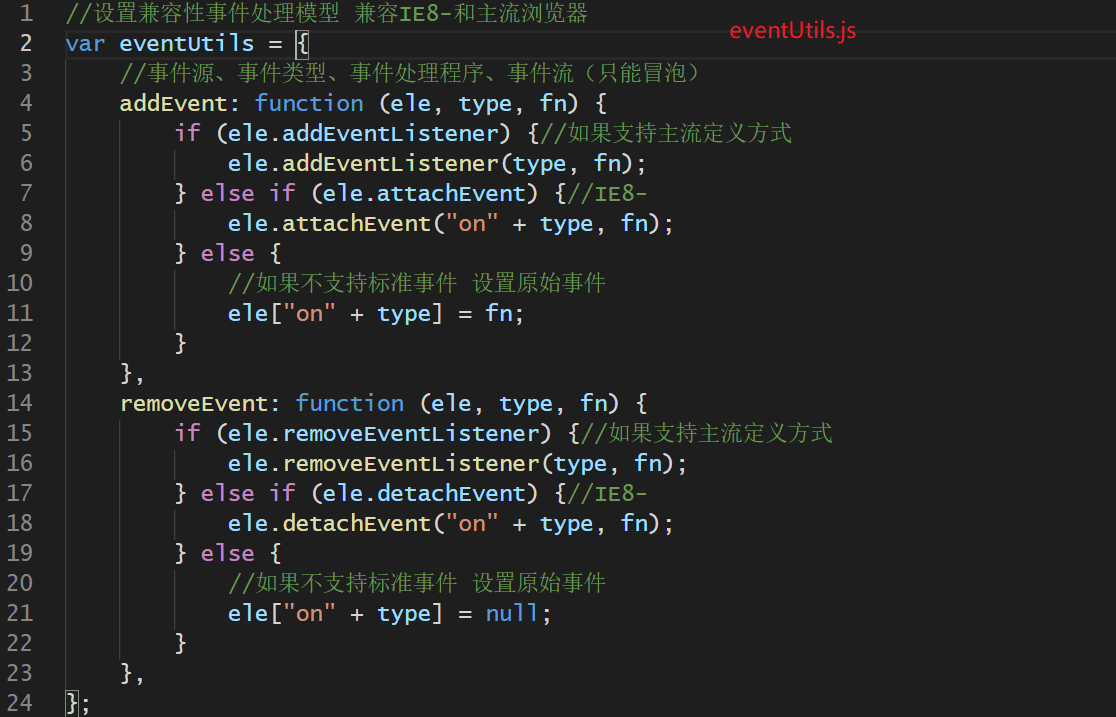 1 //设置兼容性事件处理模型 兼容IE8-和主流浏览器
eventUtils.js
2 var eventUtils = {
3 //事件源、事件类型、事件处理程序、事件流（只能冒泡）
4 addEvent: function (ele, type, fn) {
5 if (ele.addEventListener) {//如果支持主流定义方式
6 ele.addEventListener(type, fn);
7 } else if (ele.attachEvent) {//IE8-
8 ele.attachEvent("on" + type, fn);
9 } else {
10 //如果不支持标准事件 设置原始事件
11 ele["on" + type] = fn;
12 }
13 },
14 removeEvent: function (ele, type, fn) {
15 if (ele.removeEventListener) {//如果支持主流定义方式
16 ele.removeEventListener(type, fn);
17 } else if (ele.detachEvent) {//IE8-
18 ele.detachEvent("on" + type, fn);
19 } else {
20 //如果不支持标准事件 设置原始事件
21 ele["on" + type] = null;
22 }
23 },
24 };